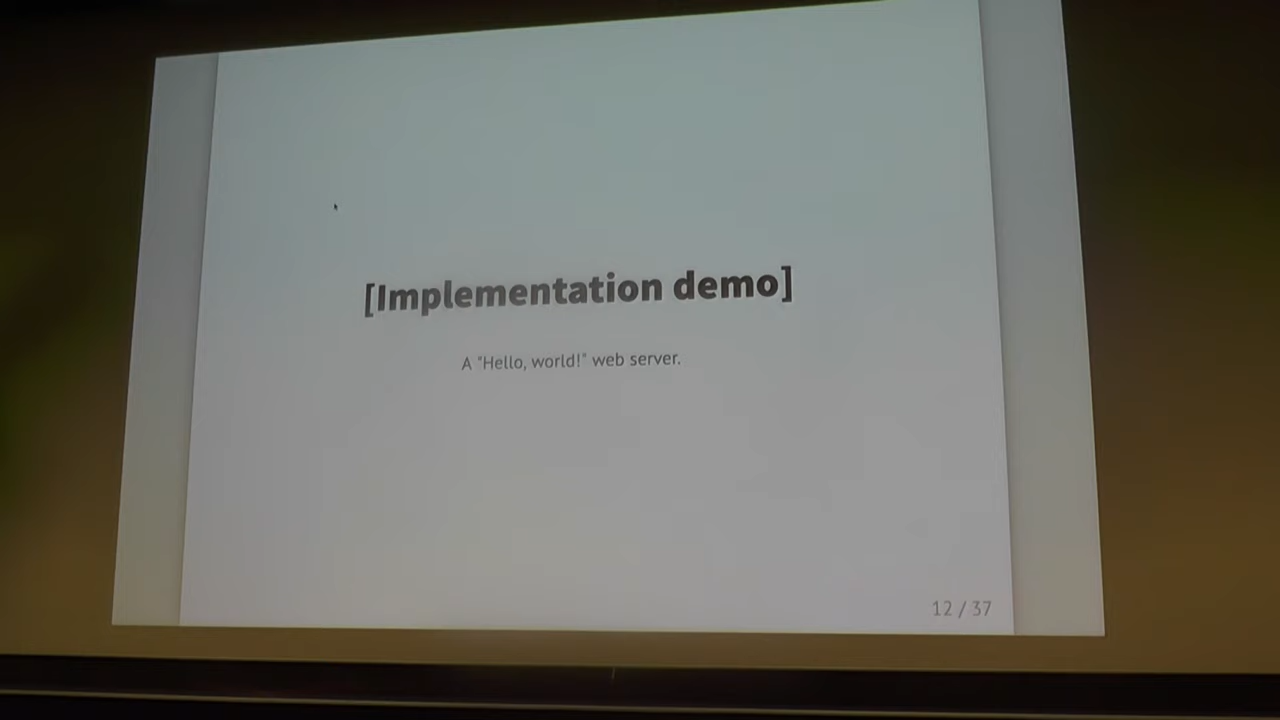 [Implementation demo]
A "Hello, world!" web server.
12 / 37